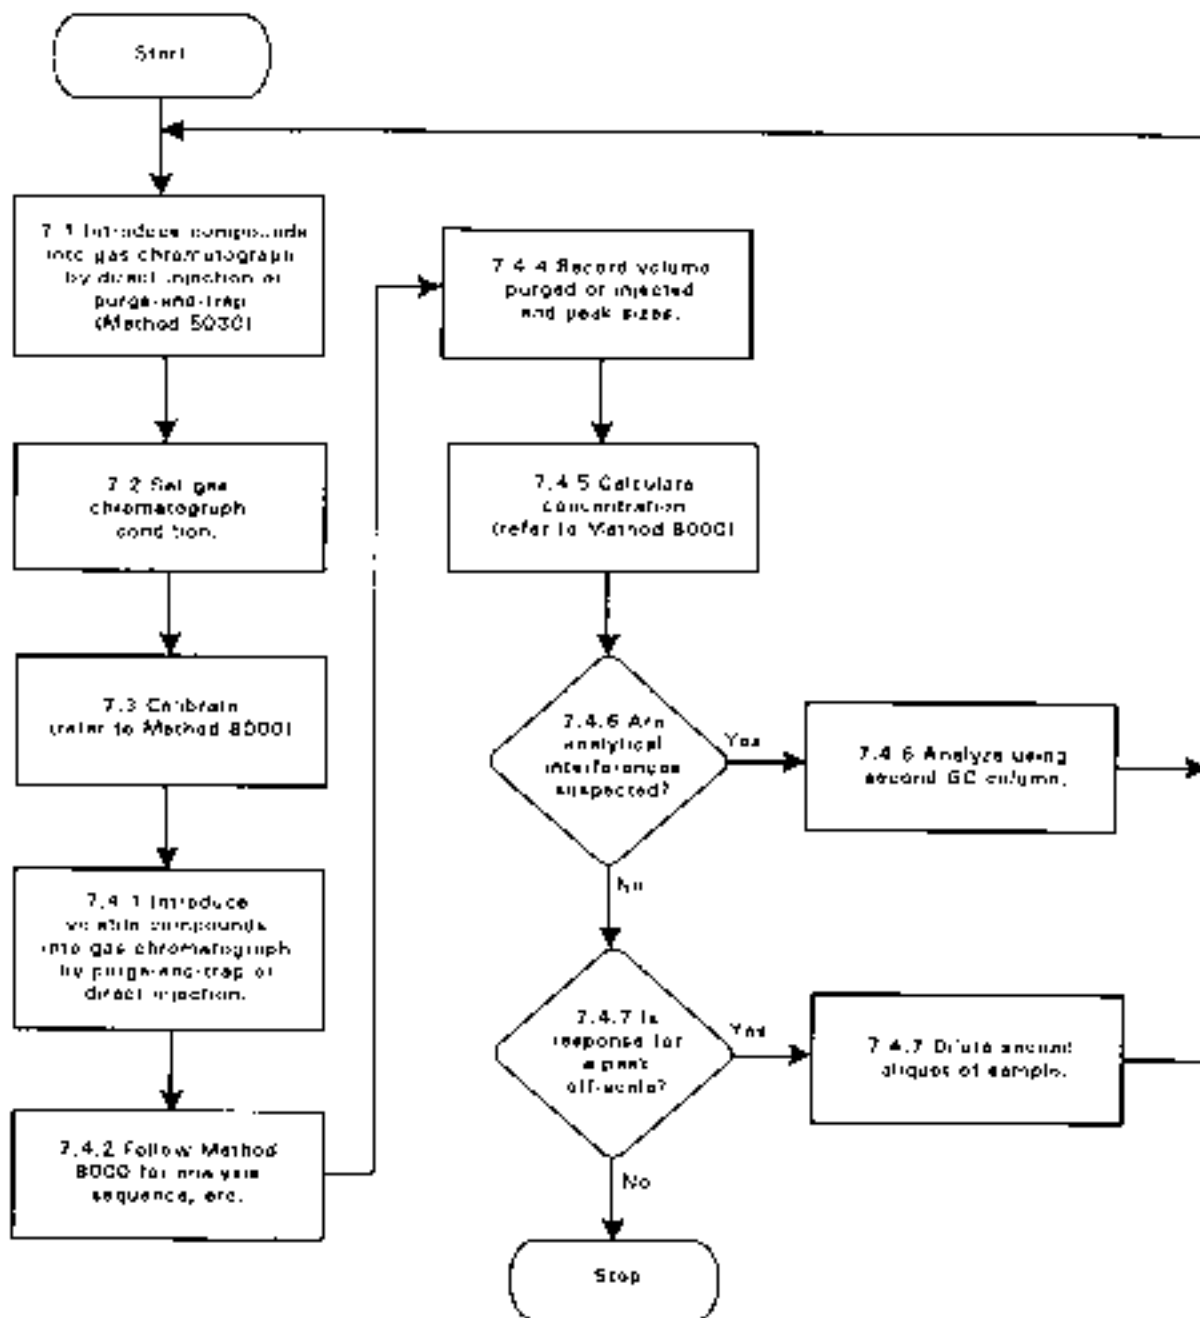 Start
7.1 Introduce compounds
into gas chromatograph
by direct injection or
purge-and-trap
(Method 5030)
7.2 Set gas
chromatograph
condition.
7.3 Calibrate
(refer to Method 8000)
7.4.1 Introduce
volatile compounds
into gas chromatograph
by purge-and-trap or
direct injection.
7.4.2 Follow Method
8000 for analysis
sequence, etc.
7.4.4 Record volume
purged or injected
and peak sizes.
7.4.5 Calculate
concentration
(refer to Method 8000)
7.4.6 Are
analytical
interferences
suspected?
Yes
7.4.6 Analyze using
second GC column.
No
7.4.7 Is
response for
a peak
off-scale?
Yes
7.4.7 Dilute second
aliquot of sample.
No
Stop